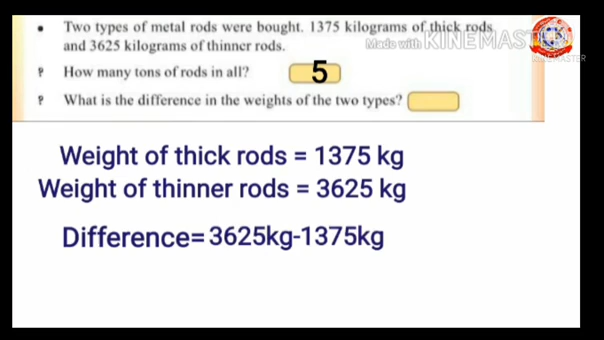 • Two types of metal rods were bought. 1375 kilograms of thick rods
and 3625 kilograms of thinner rods.
Made with KINEMASTER
KINEMASTER
? How many tons of rods in all? 5
? What is the difference in the weights of the two types?
Weight of thick rods = 1375 kg
Weight of thinner rods = 3625 kg
Difference= 3625kg-1375kg